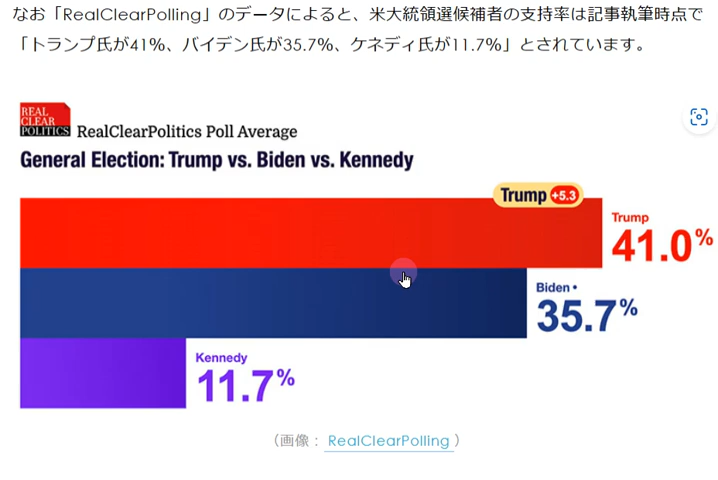 なお「RealClearPolling」のデータによると、米大統領選候補者の支持率は記事執筆時点で
「トランプ氏が41%、バイデン氏が35.7%、ケネディ氏が11.7%」とされています。
REAL
CLEAR
POLITICS
RealClearPolitics Poll Average
General Election: Trump vs. Biden vs. Kennedy
Trump +5.3
Trump
41.0%
Biden •
35.7%
Kennedy
11.7%
（画像： RealClearPolling ）